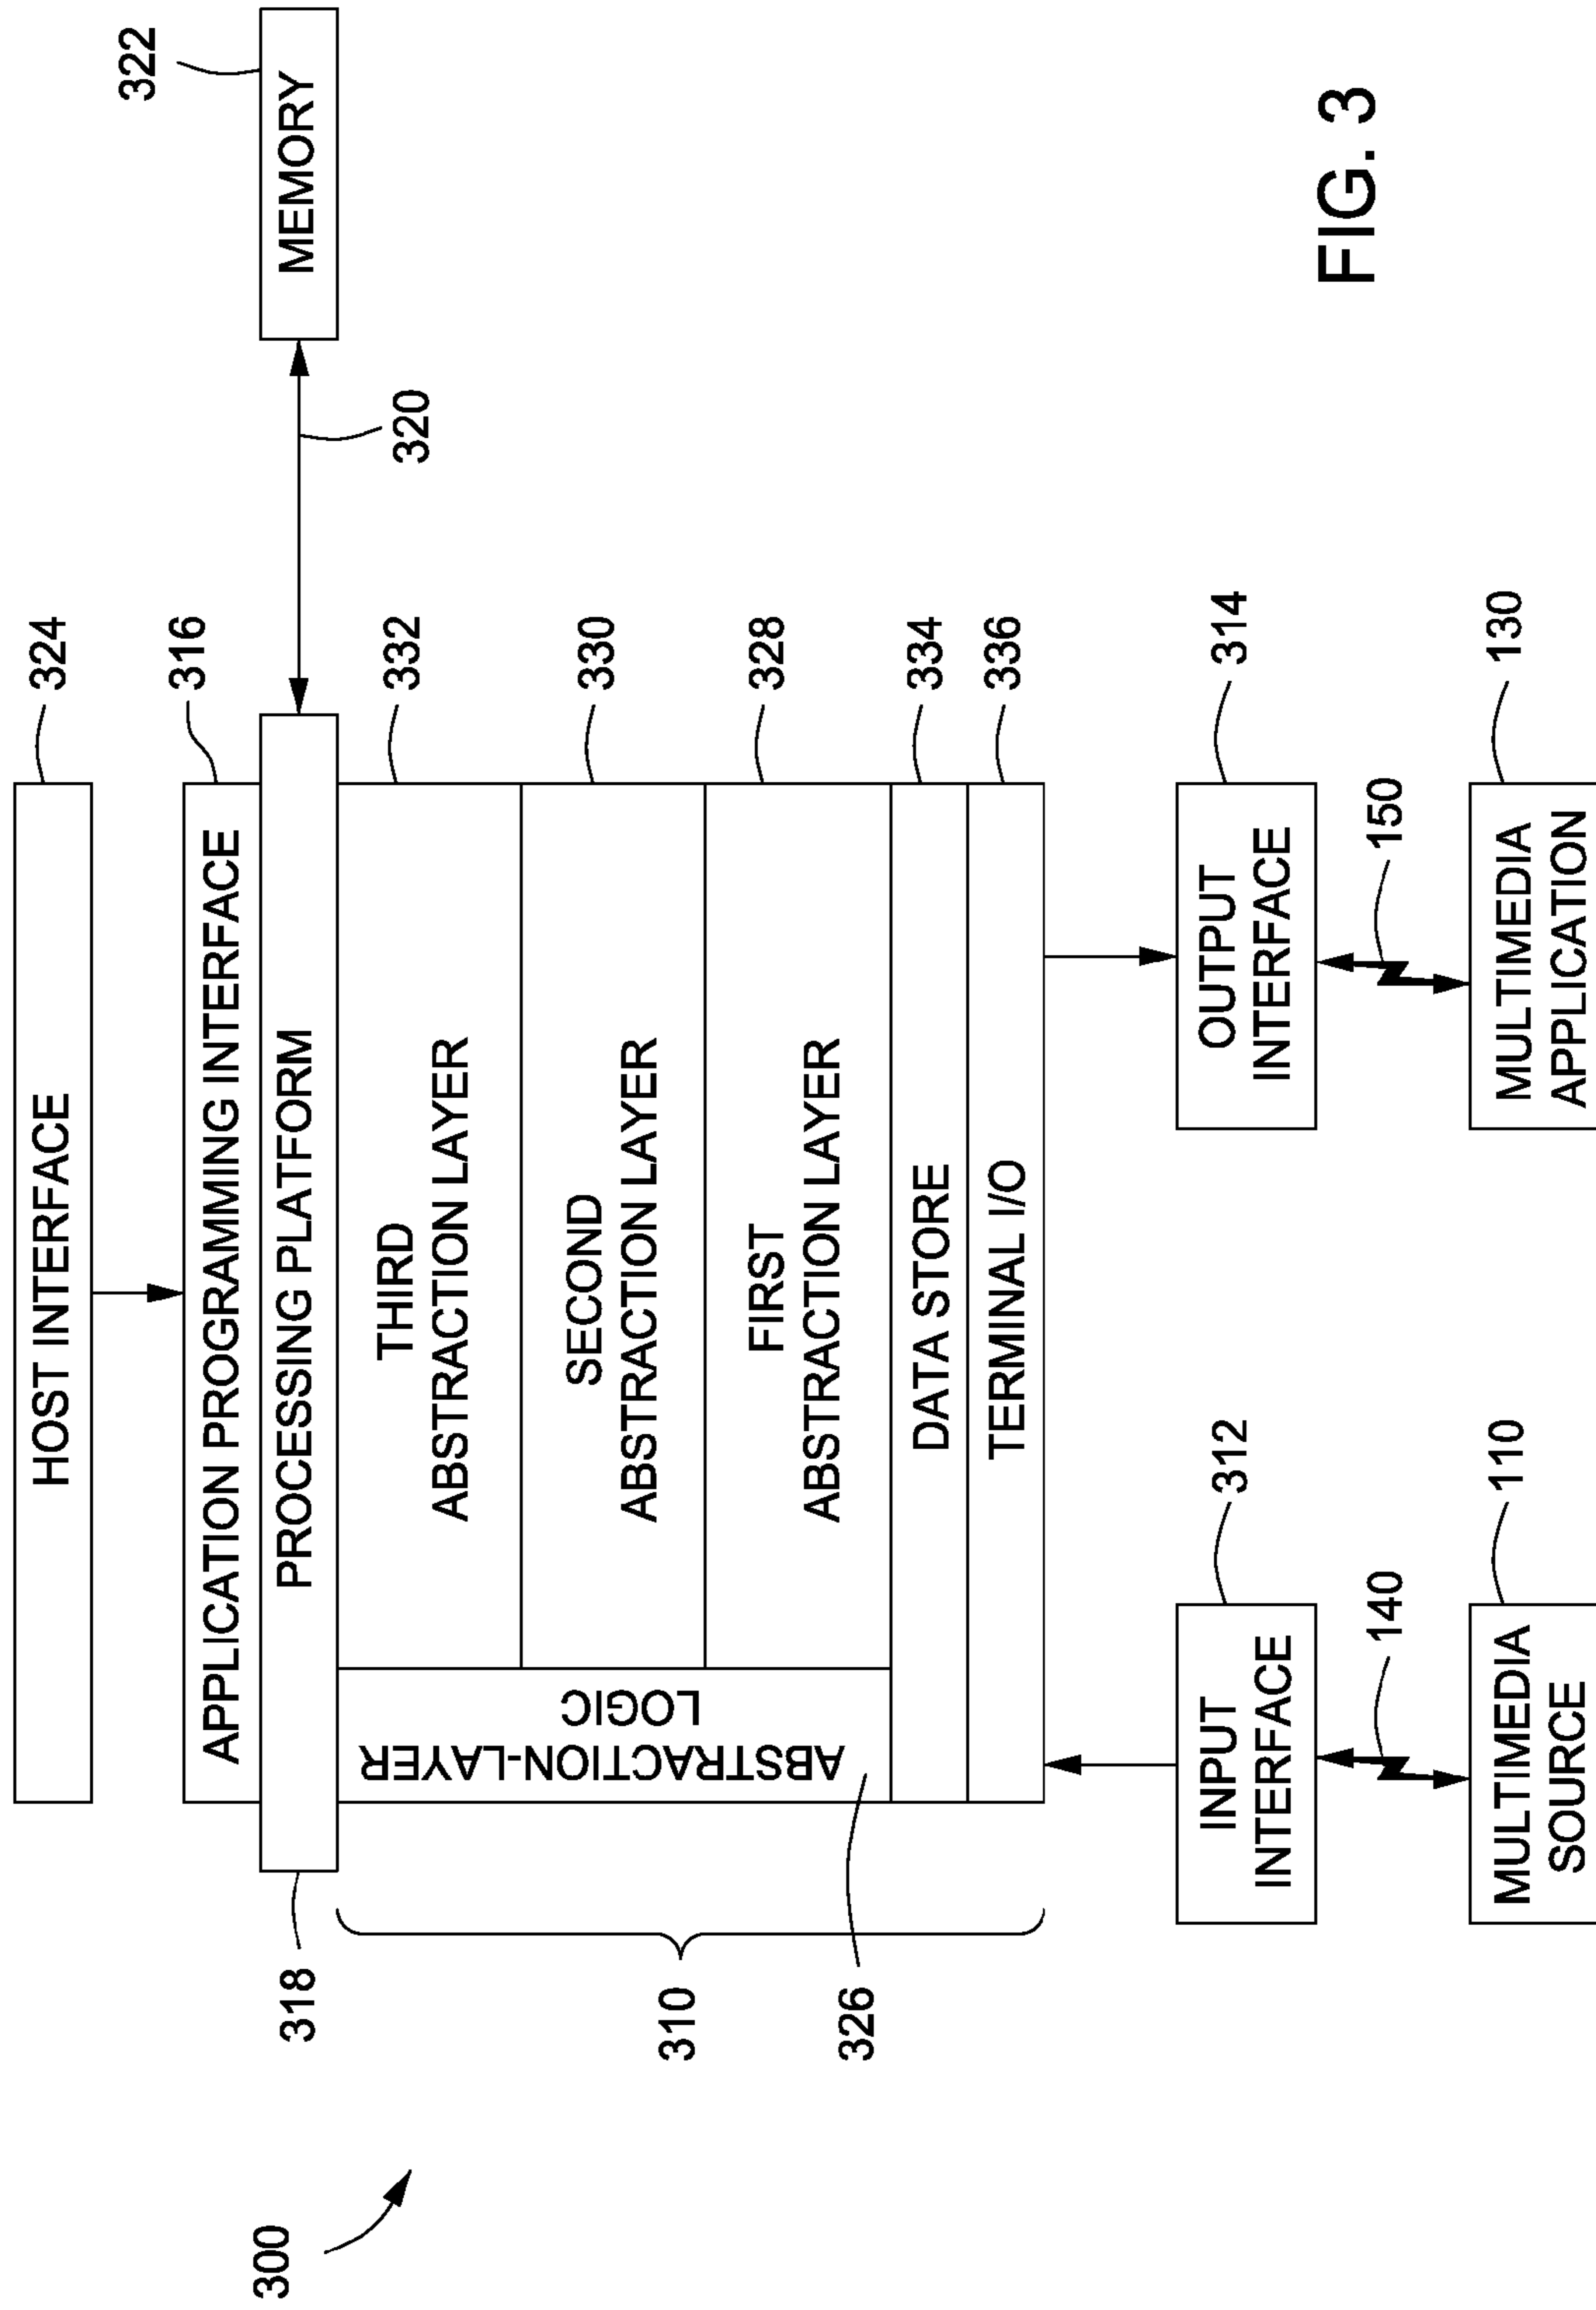 HOST INTERFACE
324
APPLICATION PROGRAMMING INTERFACE
316
318
PROCESSING PLATFORM
320
MEMORY
322
THIRD
ABSTRACTION LAYER
332
SECOND
ABSTRACTION LAYER
330
FIRST
ABSTRACTION LAYER
328
ABSTRACTION-LAYER
LOGIC
326
310
DATA STORE
334
TERMINAL I/O
336
300
INPUT
INTERFACE
312
OUTPUT
INTERFACE
314
140
150
MULTIMEDIA
SOURCE
110
MULTIMEDIA
APPLICATION
130
FIG. 3